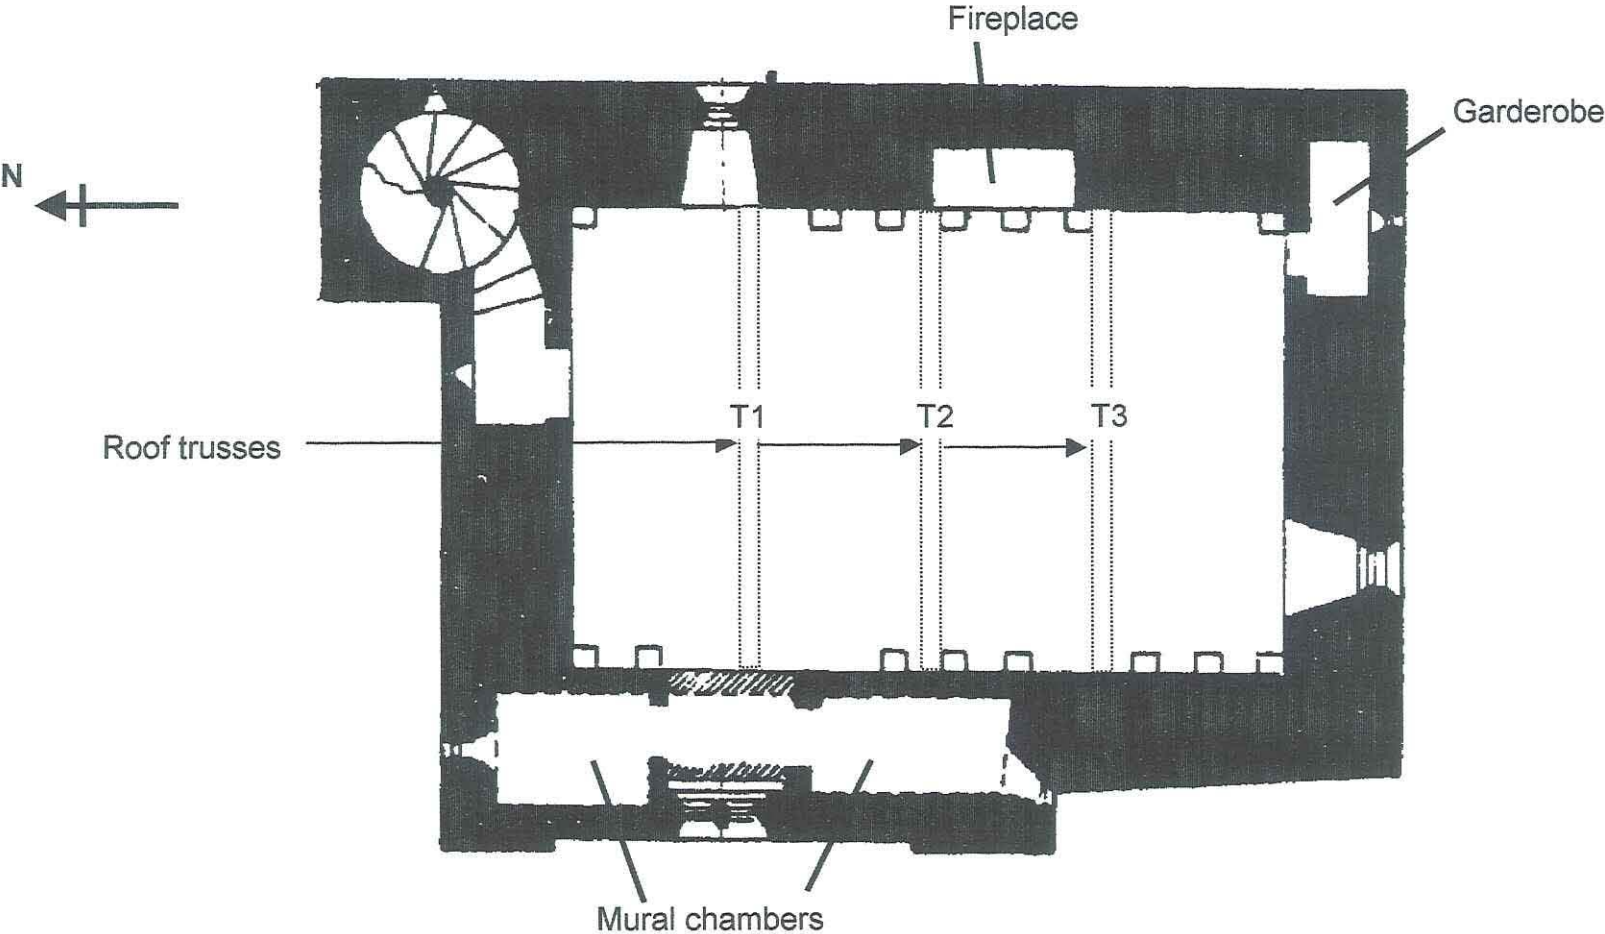 Fireplace
Garderobe
N
T1 T2 T3
Roof trusses
Mural chambers